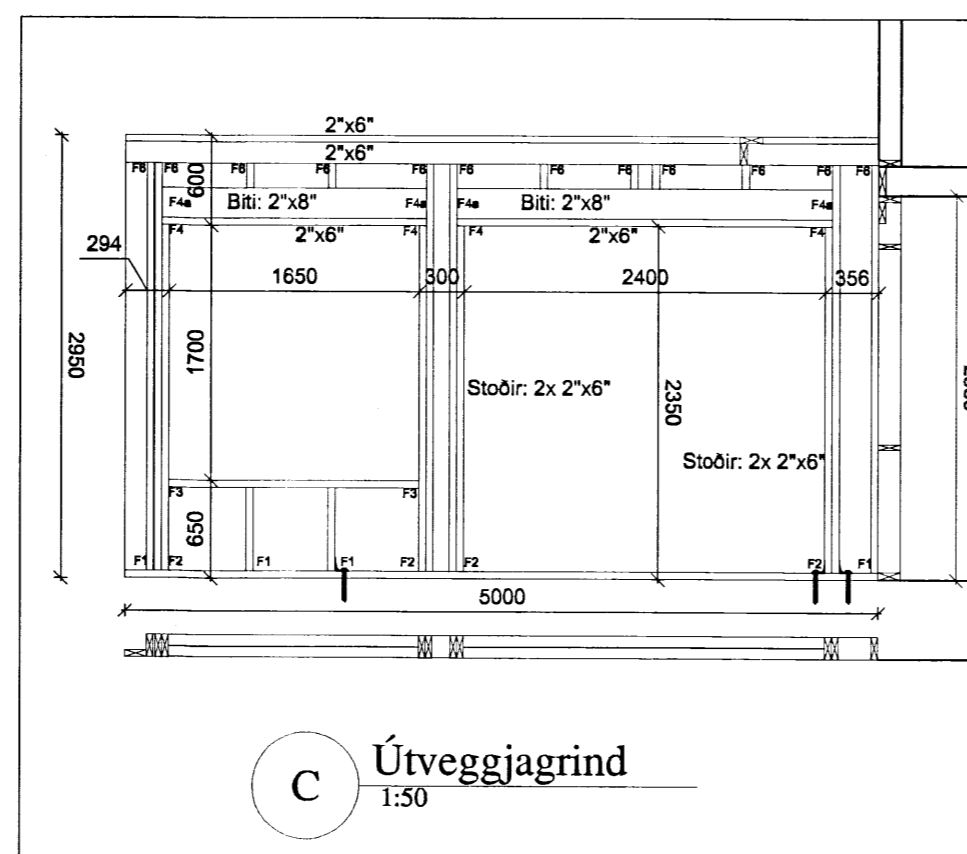 2"x6"
2"x6"
F6 F6 F6 F6 F6 F6 F6 F6 F6 F6 F6
600
F4a Biti: 2"x8" F4a F4a Biti: 2"x8" F4a
F4 2"x6" F4 F4 2"x6" F4
294
1650 300 2400 356
2950
1700
Stoðir: 2x 2"x6"
2350
Stoðir: 2x 2"x6"
F3 F3
650
F1 F2 F1 F1 F2 F2 F2 F1
5000
C
Útveggjagrind
1:50